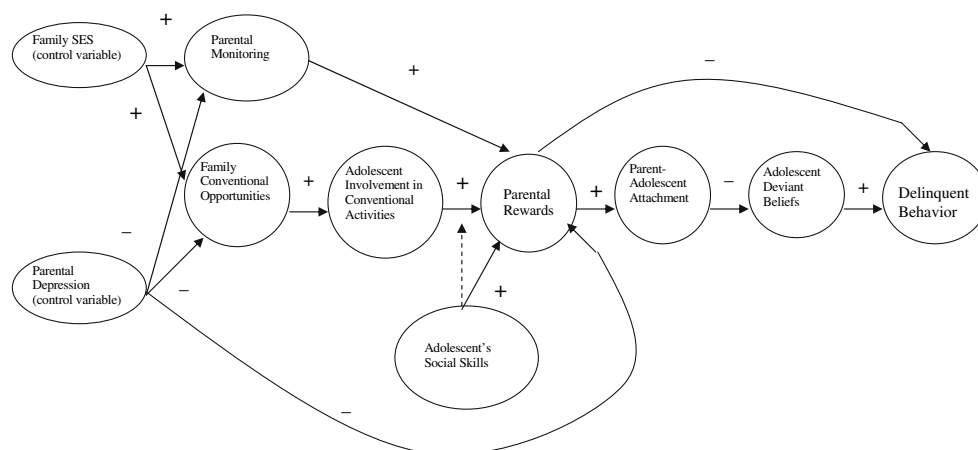 +
Family SES
(control variable)
Parental
Monitoring
+
–
+
Family
Conventional
Opportunities
+
Adolescent
Involvement in
Conventional
Activities
+
Parental
Rewards
+
Parent-
Adolescent
Attachment
–
Adolescent
Deviant
Beliefs
+
Delinquent
Behavior
–
Parental
Depression
(control variable)
–
+
Adolescent's
Social Skills
–